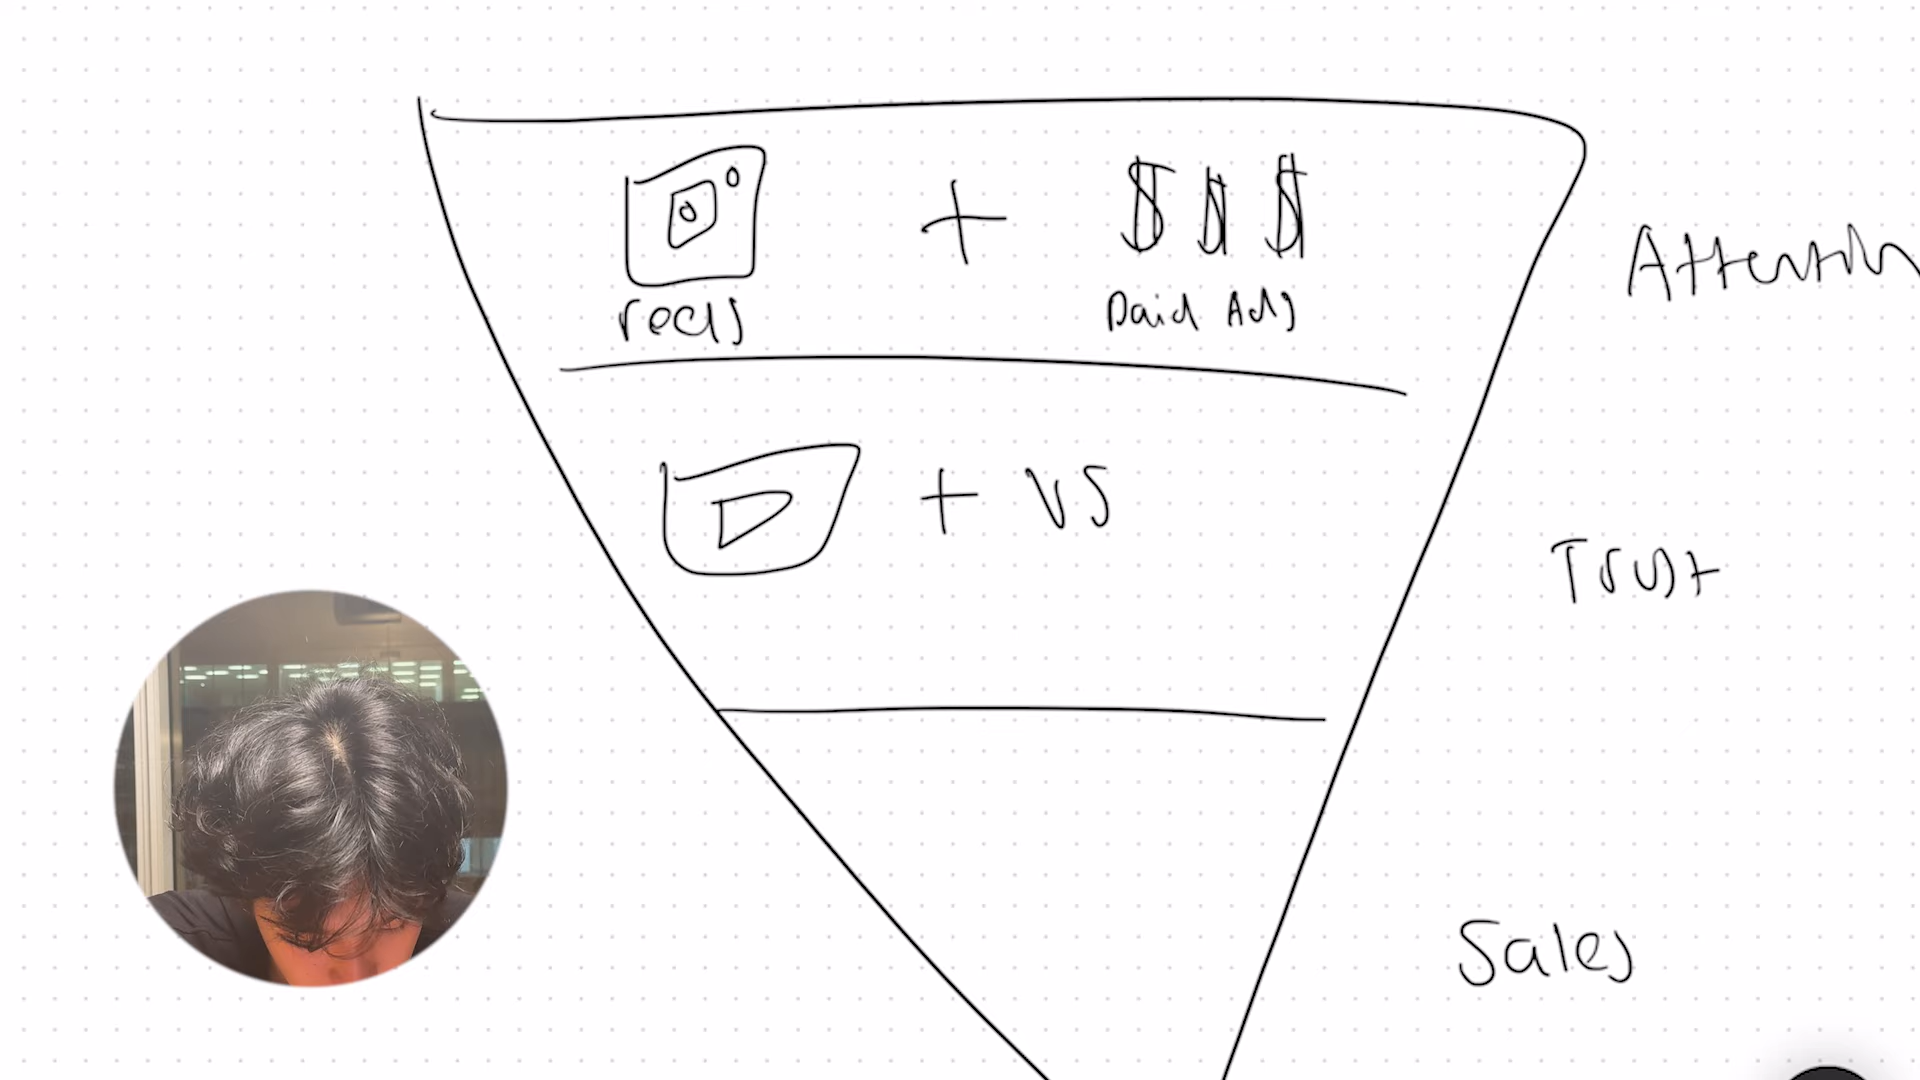 $ $ $
reels
Paid Ads
Attention
+ VS
Trust
Sales